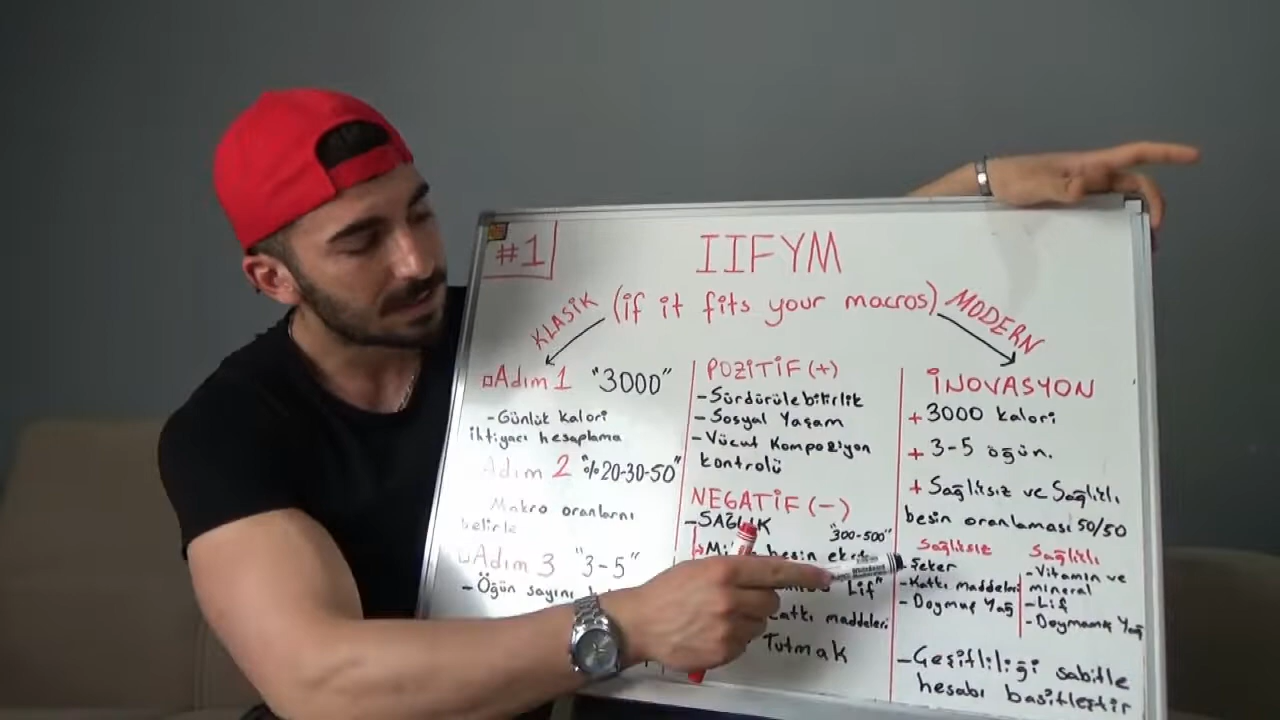 #1
IIFYM
KLASİK (if it fits your macros) MODERN
Adım 1 "3000"
-Günlük Kalori
ihtiyacı hesaplama
Adım 2 "%20-30-50"
Makro oranlarını
belirle
Adım 3 "3-5"
-Öğün sayını
POZİTİF (+)
-Sürdürülebilirlik
-Sosyal Yaşam
-Vücut Kompozisyon
kontrolü
NEGATİF (-)
-SAĞLIK
"300-500"
besin
Lif"
katkı maddeleri
Tutmak
İNOVASYON
+3000 kalori
+3-5 öğün.
+Sağlıksız ve Sağlıklı
besin oranlaması 50/50
Sağlıksız
-Şeker
-Katkı maddeleri
-Doymuş Yağ
Sağlıklı
-Vitamin ve
mineral
-Lif
-Doymamış Yağ
-Çeşitliliği sabitle
hesabı basitleştir